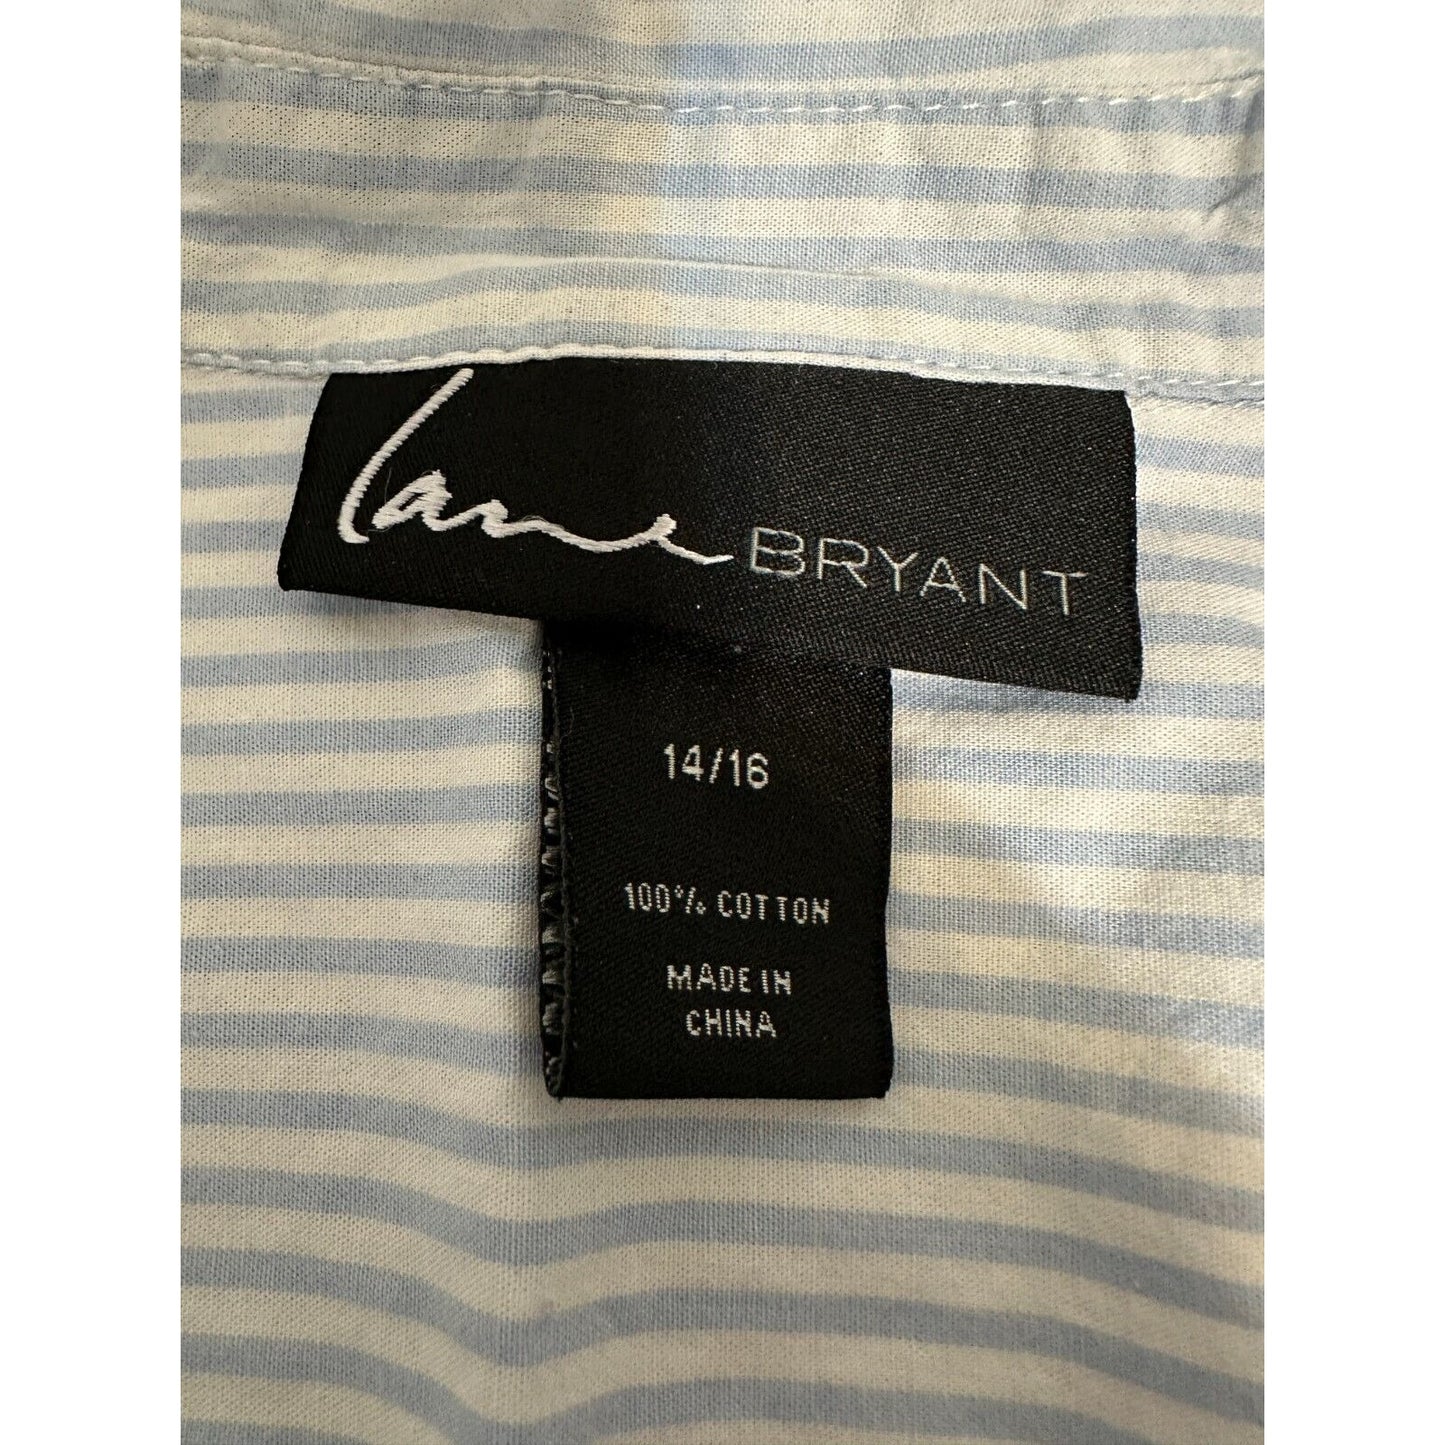 Lane BRYANT
14/16
100% COTTON
MADE IN
CHINA